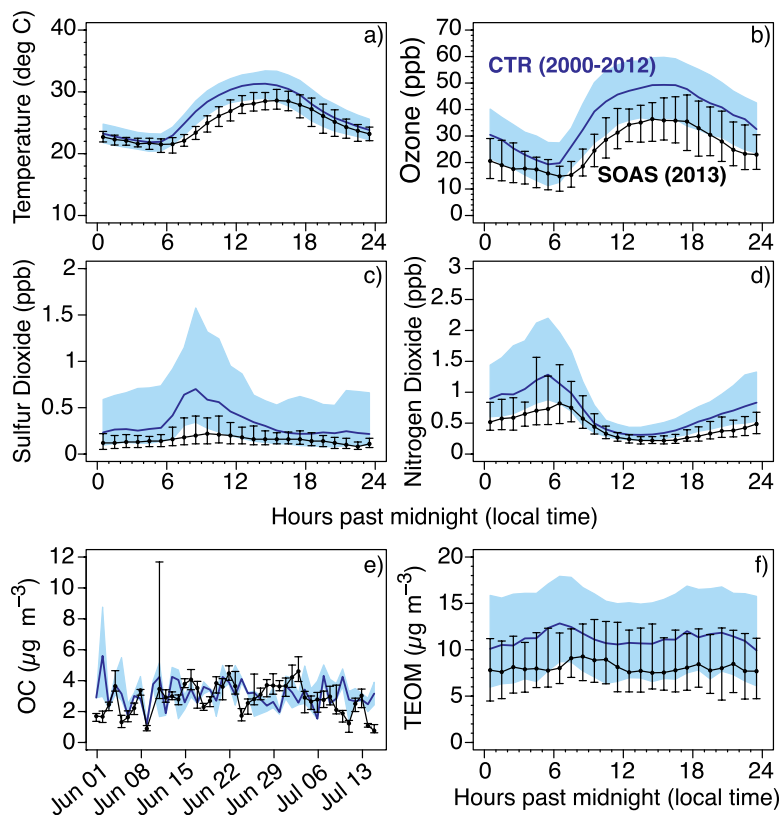 a)
Temperature (deg C)
40
30
20
10
0 6 12 18 24
b)
Ozone (ppb)
70
60
50
40
30
20
10
0
CTR (2000-2012)
SOAS (2013)
0 6 12 18 24
c)
Sulfur Dioxide (ppb)
2
1.5
1
0.5
0
0 6 12 18 24
d)
Nitrogen Dioxide (ppb)
3
2.5
2
1.5
1
0.5
0
0 6 12 18 24
Hours past midnight (local time)
e)
OC (μg m−3)
12
10
8
6
4
2
0
Jun 01 Jun 08 Jun 15 Jun 22 Jun 29 Jul 06 Jul 13
f)
TEOM (μg m−3)
20
15
10
5
0
0 6 12 18 24
Hours past midnight (local time)